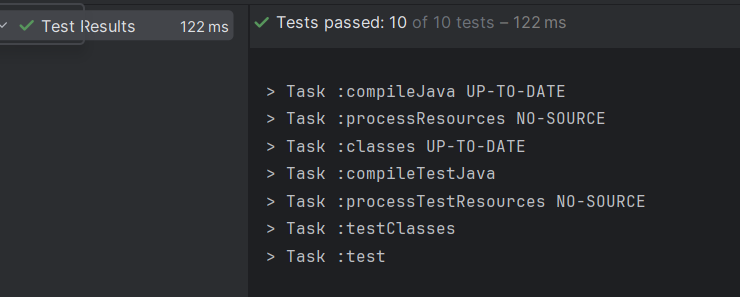 Test Results 122 ms
Tests passed: 10 of 10 tests – 122 ms
> Task :compileJava UP-TO-DATE
> Task :processResources NO-SOURCE
> Task :classes UP-TO-DATE
> Task :compileTestJava
> Task :processTestResources NO-SOURCE
> Task :testClasses
> Task :test